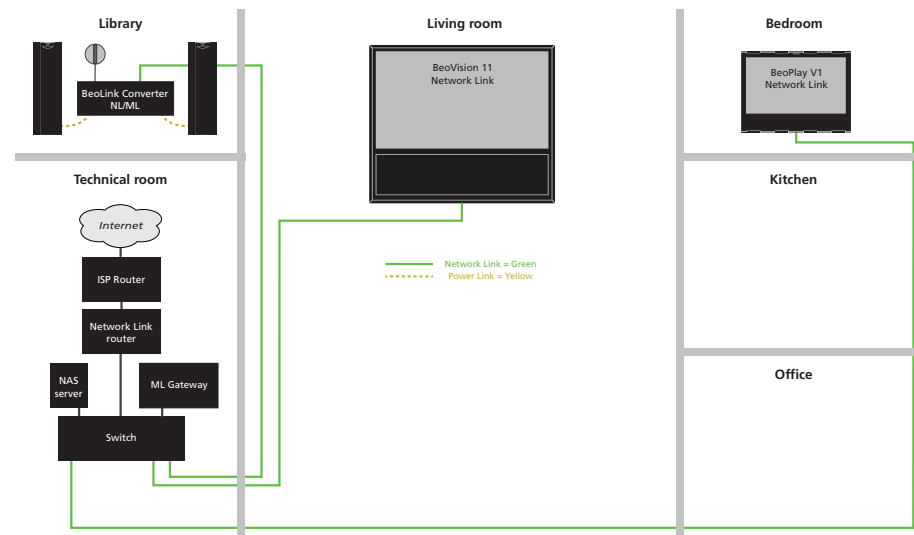 Library
Living room
Bedroom
BeoLink Converter
NL/ML
BeoVision 11
Network Link
BeoPlay V1
Network Link
Technical room
Kitchen
Internet
ISP Router
Network Link = Green
Power Link = Yellow
Network Link
router
NAS
server
ML Gateway
Office
Switch